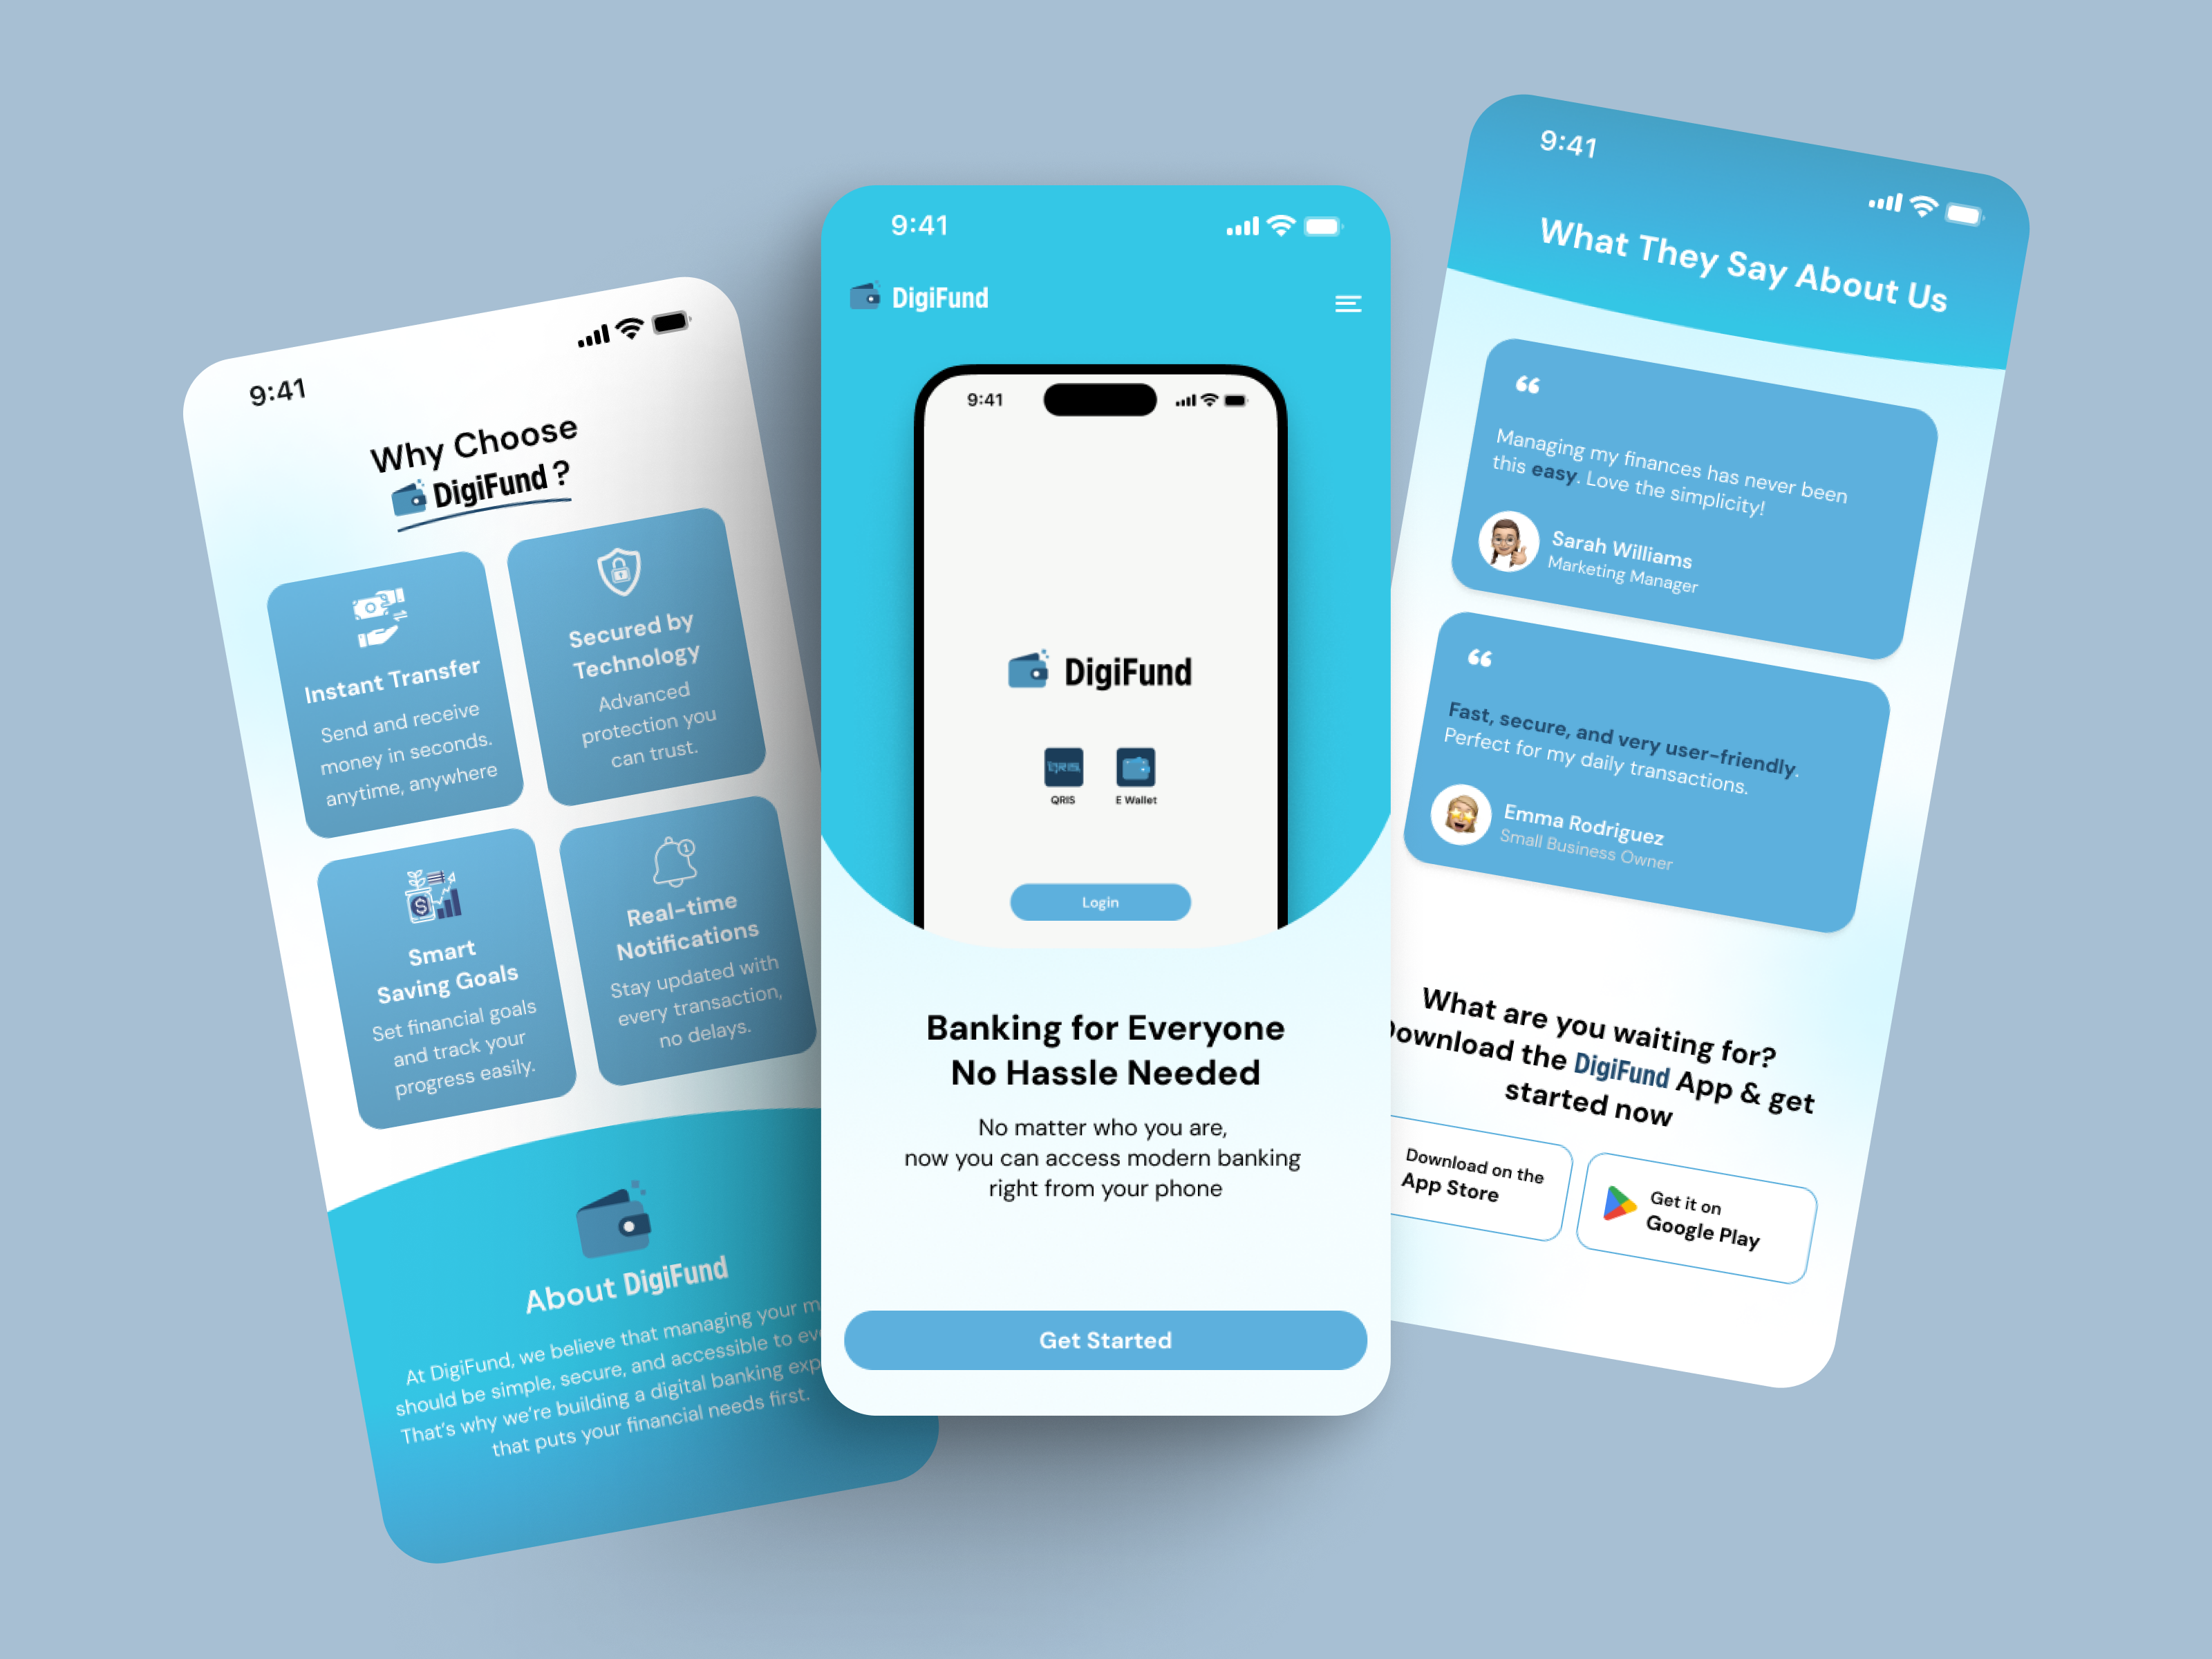 9:41
Why Choose
DigiFund ?
Instant Transfer
Send and receive
money in seconds.
anytime, anywhere
Secured by
Technology
Advanced
protection you
can trust.
Smart
Saving Goals
Set financial goals
and track your
progress easily.
1
Real-time
Notifications
Stay updated with
every transaction,
no delays.
About DigiFund
At DigiFund, we believe that managing your
should be simple, secure, and accessible to
That's why we're building a digital banking
that puts your financial needs first.
9:41
DigiFund
9:41
DigiFund
QRIS
E Wallet
Login
Banking for Everyone
No Hassle Needed
No matter who you are,
now you can access modern banking
right from your phone
Get Started
9:41
What They Say About Us
“
Managing my finances has never been
this easy. Love the simplicity!
Sarah Williams
Marketing Manager
“
Fast, secure, and very user-friendly.
Perfect for my daily transactions.
Emma Rodriguez
Small Business Owner
What are you waiting for?
Download the DigiFund App & get
started now
Download on the
App Store
Get it on
Google Play